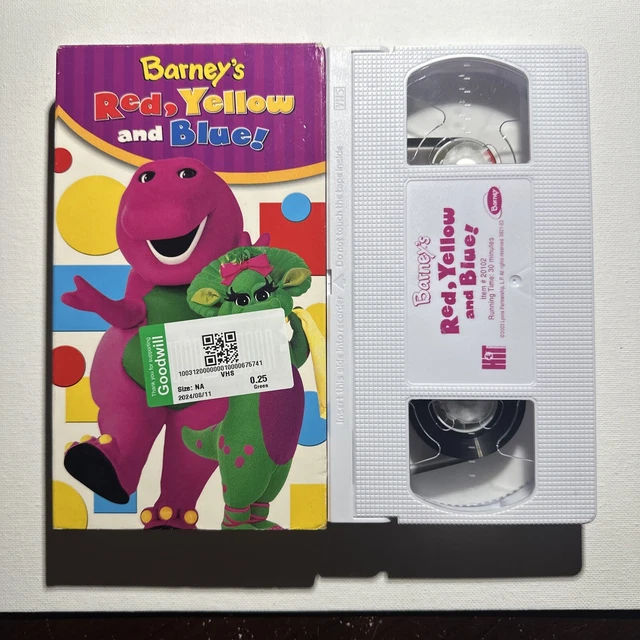 Barney's
Red, Yellow
and Blue!
Thank you for supporting
Goodwill
10031200000010000675741
VHS
Size: NA
0.25
2024/08/11
Green
VHS
Do not touch the tape inside
Insert this side into recorder
Barney's
Red, Yellow
and Blue!
Item # 20102
Running Time: 30 minutes
Barney
HiT